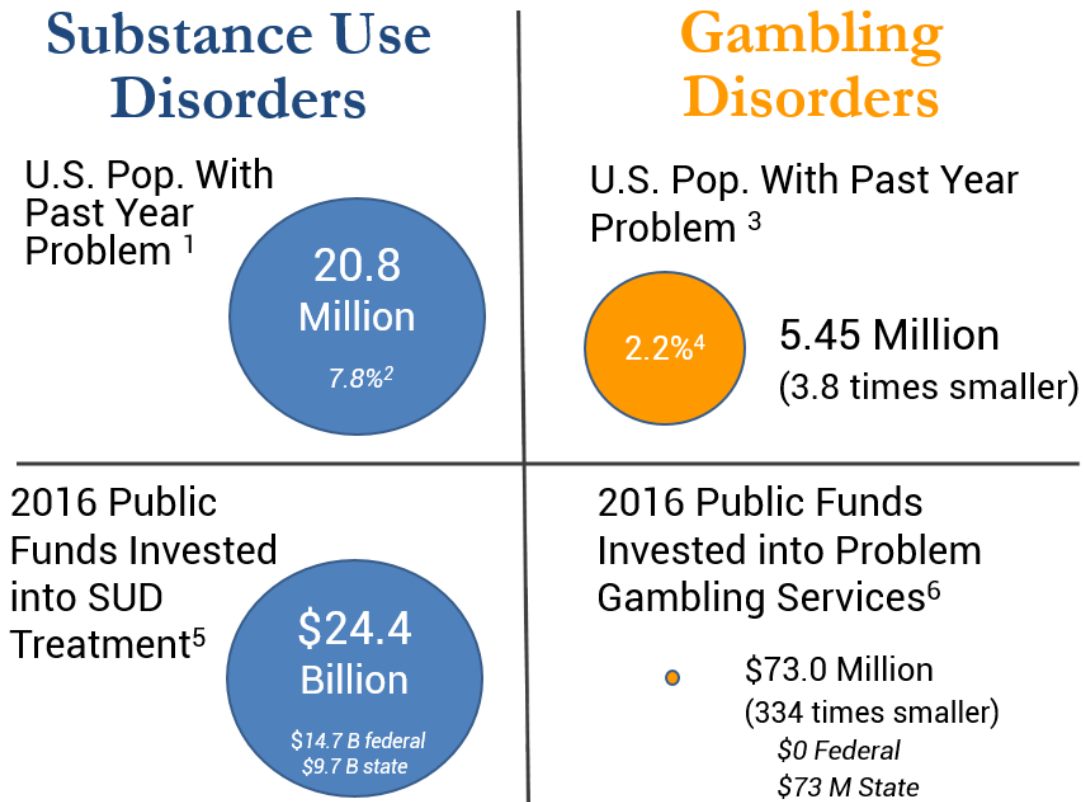 Substance Use
Disorders
U.S. Pop. With
Past Year
Problem ¹
20.8
Million
7.8%²
Gambling
Disorders
U.S. Pop. With Past Year
Problem ³
2.2%⁴
5.45 Million
(3.8 times smaller)
2016 Public
Funds Invested
into SUD
Treatment⁵
$24.4
Billion
$14.7 B federal
$9.7 B state
2016 Public Funds
Invested into Problem
Gambling Services⁶
$73.0 Million
(334 times smaller)
$0 Federal
$73 M State